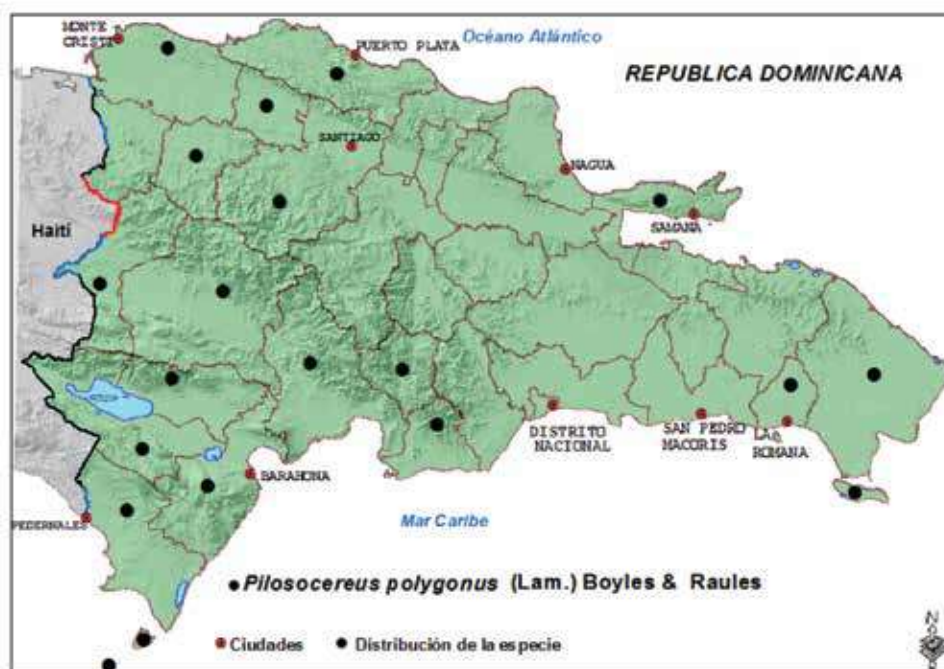 MONTE
CRISTI
Océano Atlántico
PUERTO PLATA
REPUBLICA DOMINICANA
SANTIAGO
NAGUA
Haití
SAMANA
DISTRITO
NACIONAL
SAN PEDRO
MACORIS
LA
ROMANA
BARAHONA
PEDERNALES
Mar Caribe
Pilosocereus polygonus (Lam.) Boyles & Raules
Ciudades
Distribución de la especie